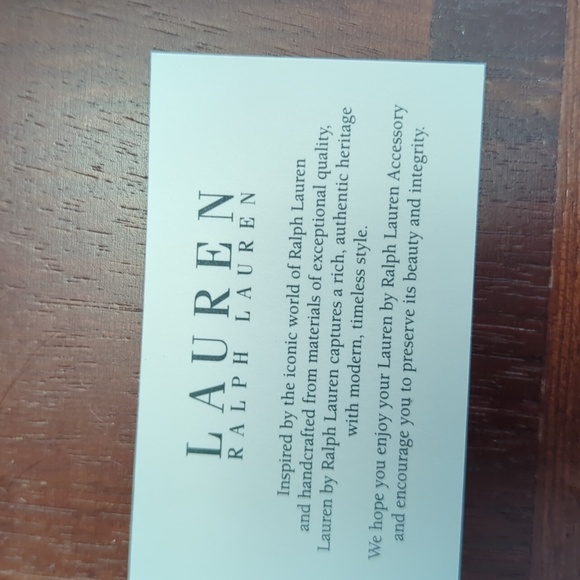 LAUREN
RALPH LAUREN
Inspired by the iconic world of Ralph Lauren
and handcrafted from materials of exceptional quality,
Lauren by Ralph Lauren captures a rich, authentic heritage
with modern, timeless style.
We hope you enjoy your Lauren by Ralph Lauren Accessory
and encourage you to preserve its beauty and integrity.